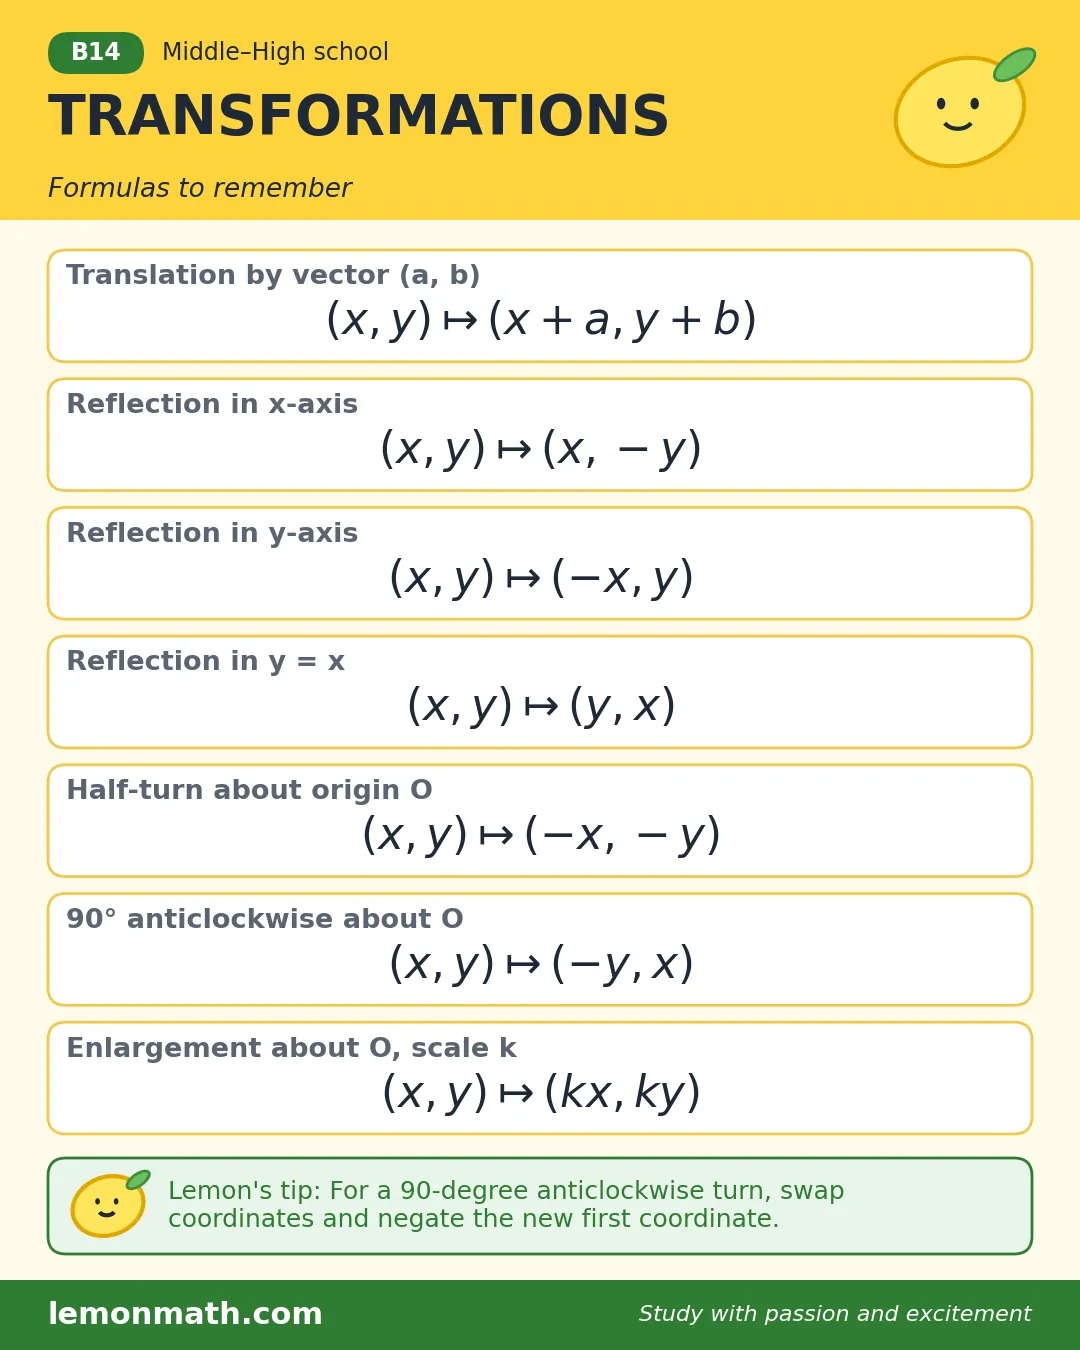 B14 Middle–High school
TRANSFORMATIONS
Formulas to remember
Translation by vector (a, b)
(x, y) ↦ (x + a, y + b)
Reflection in x-axis
(x, y) ↦ (x, − y)
Reflection in y-axis
(x, y) ↦ (−x, y)
Reflection in y = x
(x, y) ↦ (y, x)
Half-turn about origin O
(x, y) ↦ (−x, − y)
90° anticlockwise about O
(x, y) ↦ (−y, x)
Enlargement about O, scale k
(x, y) ↦ (kx, ky)
Lemon's tip: For a 90-degree anticlockwise turn, swap
coordinates and negate the new first coordinate.
lemonmath.com
Study with passion and excitement